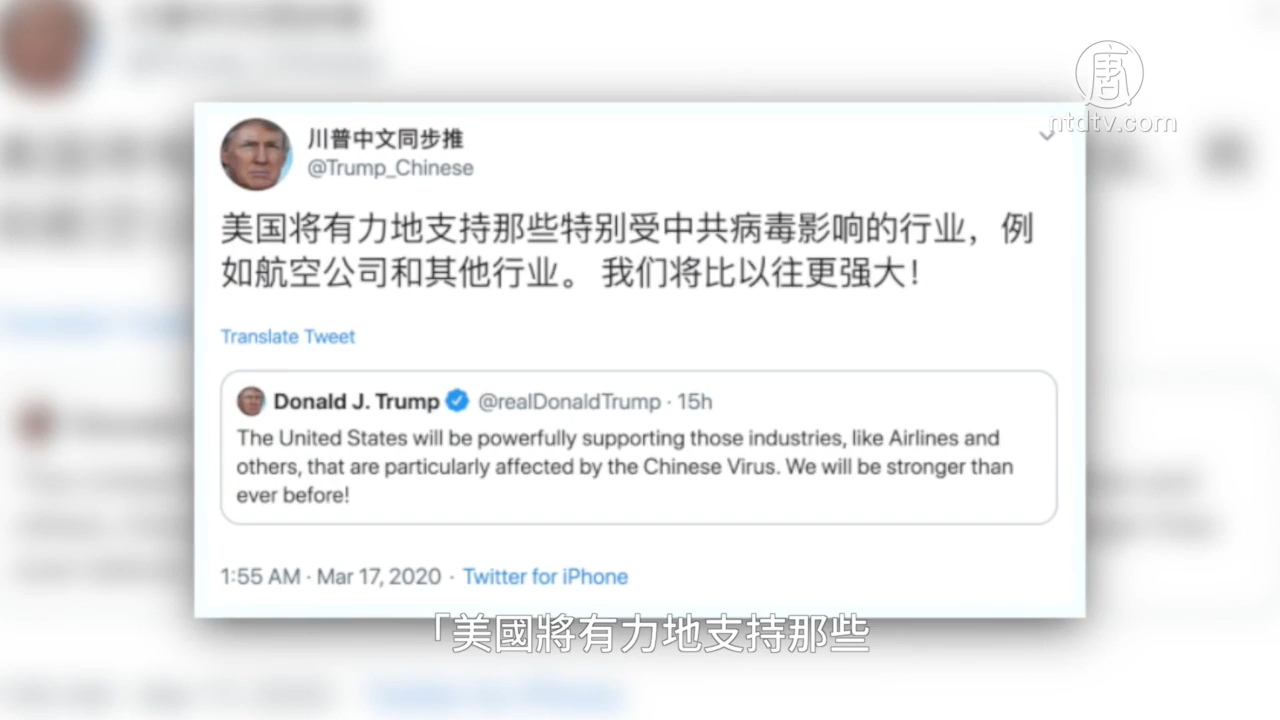 唐
ntdtv.com
川普中文同步推
@Trump_Chinese
美国将有力地支持那些特别受中共病毒影响的行业，例
如航空公司和其他行业。 我们将比以往更强大！
Translate Tweet
Donald J. Trump @realDonaldTrump · 15h
The United States will be powerfully supporting those industries, like Airlines and
others, that are particularly affected by the Chinese Virus. We will be stronger than
ever before!
1:55 AM · Mar 17, 2020 · Twitter for iPhone
「美國將有力地支持那些